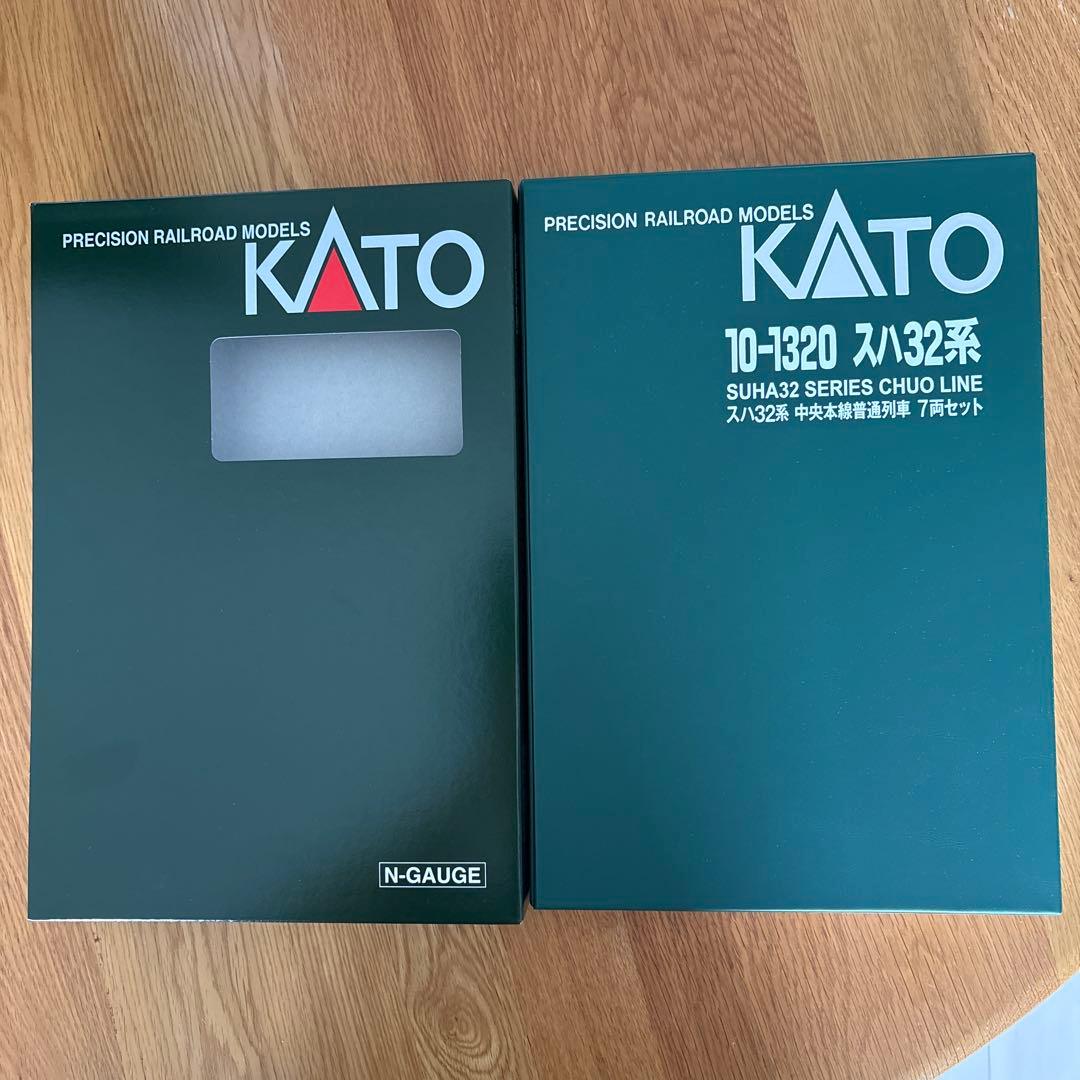 PRECISION RAILROAD MODELS
KATO
N-GAUGE
PRECISION RAILROAD MODELS
KATO
10-1320 スハ32系
SUHA32 SERIES CHUO LINE
スハ32系 中央本線普通列車 7両セット